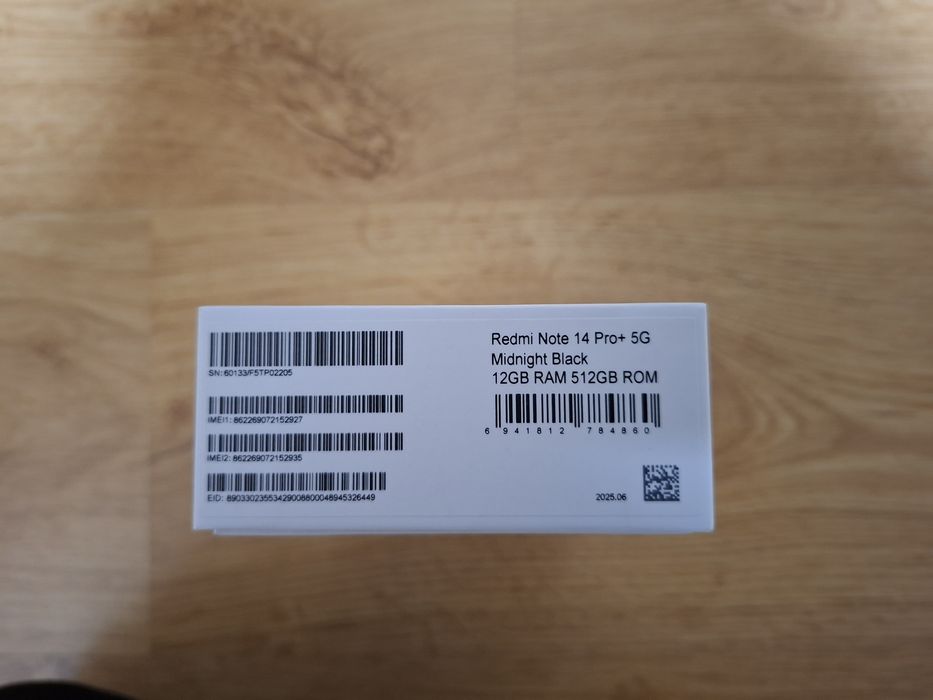 SN: 60133/F5TP02205
IMEI1: 862269072152927
IMEI2: 862269072152935
EID: 89033023553429008800048945326449
Redmi Note 14 Pro+ 5G
Midnight Black
12GB RAM 512GB ROM
6 941812 784860
2025.06